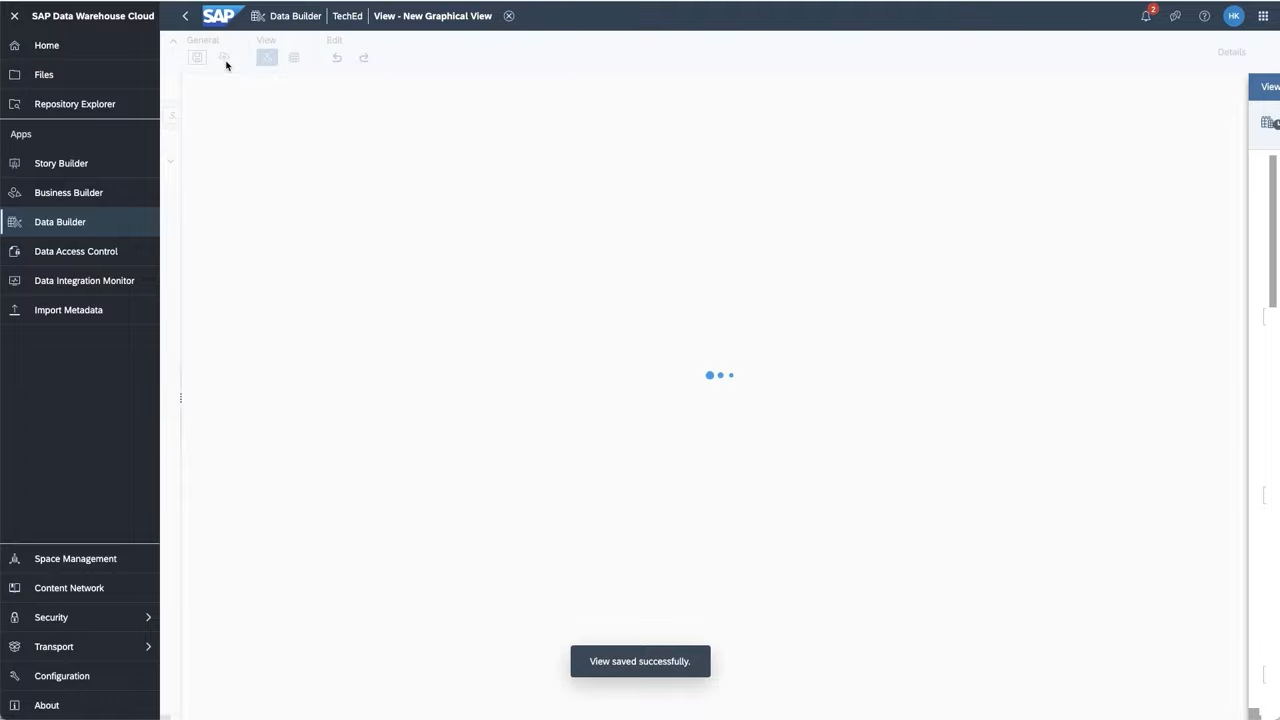 SAP Data Warehouse Cloud
SAP
Data Builder
TechEd
View - New Graphical View
2
HK
Home
Files
Repository Explorer
Apps
Story Builder
Business Builder
Data Builder
Data Access Control
Data Integration Monitor
Import Metadata
Space Management
Content Network
Security
Transport
Configuration
About
General
View
Edit
Details
S
View
View saved successfully.